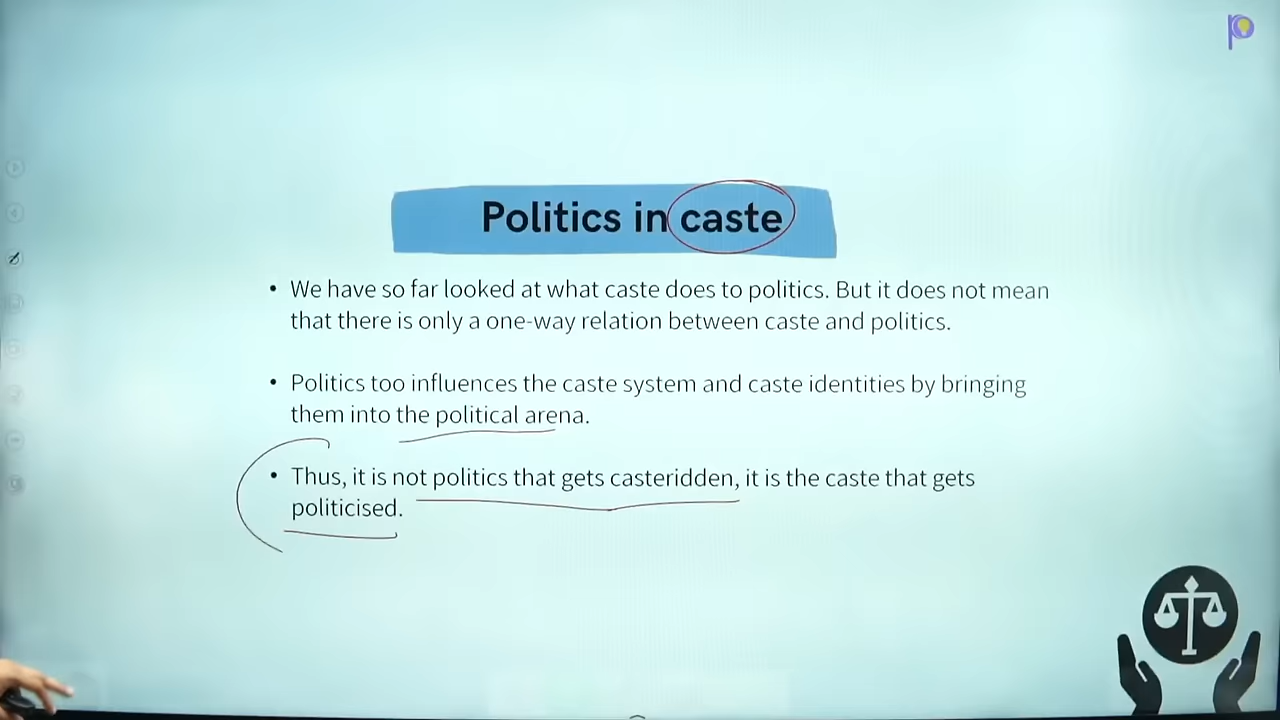 Politics in caste
• We have so far looked at what caste does to politics. But it does not mean
that there is only a one-way relation between caste and politics.
• Politics too influences the caste system and caste identities by bringing
them into the political arena.
• Thus, it is not politics that gets casteridden, it is the caste that gets
politicised.